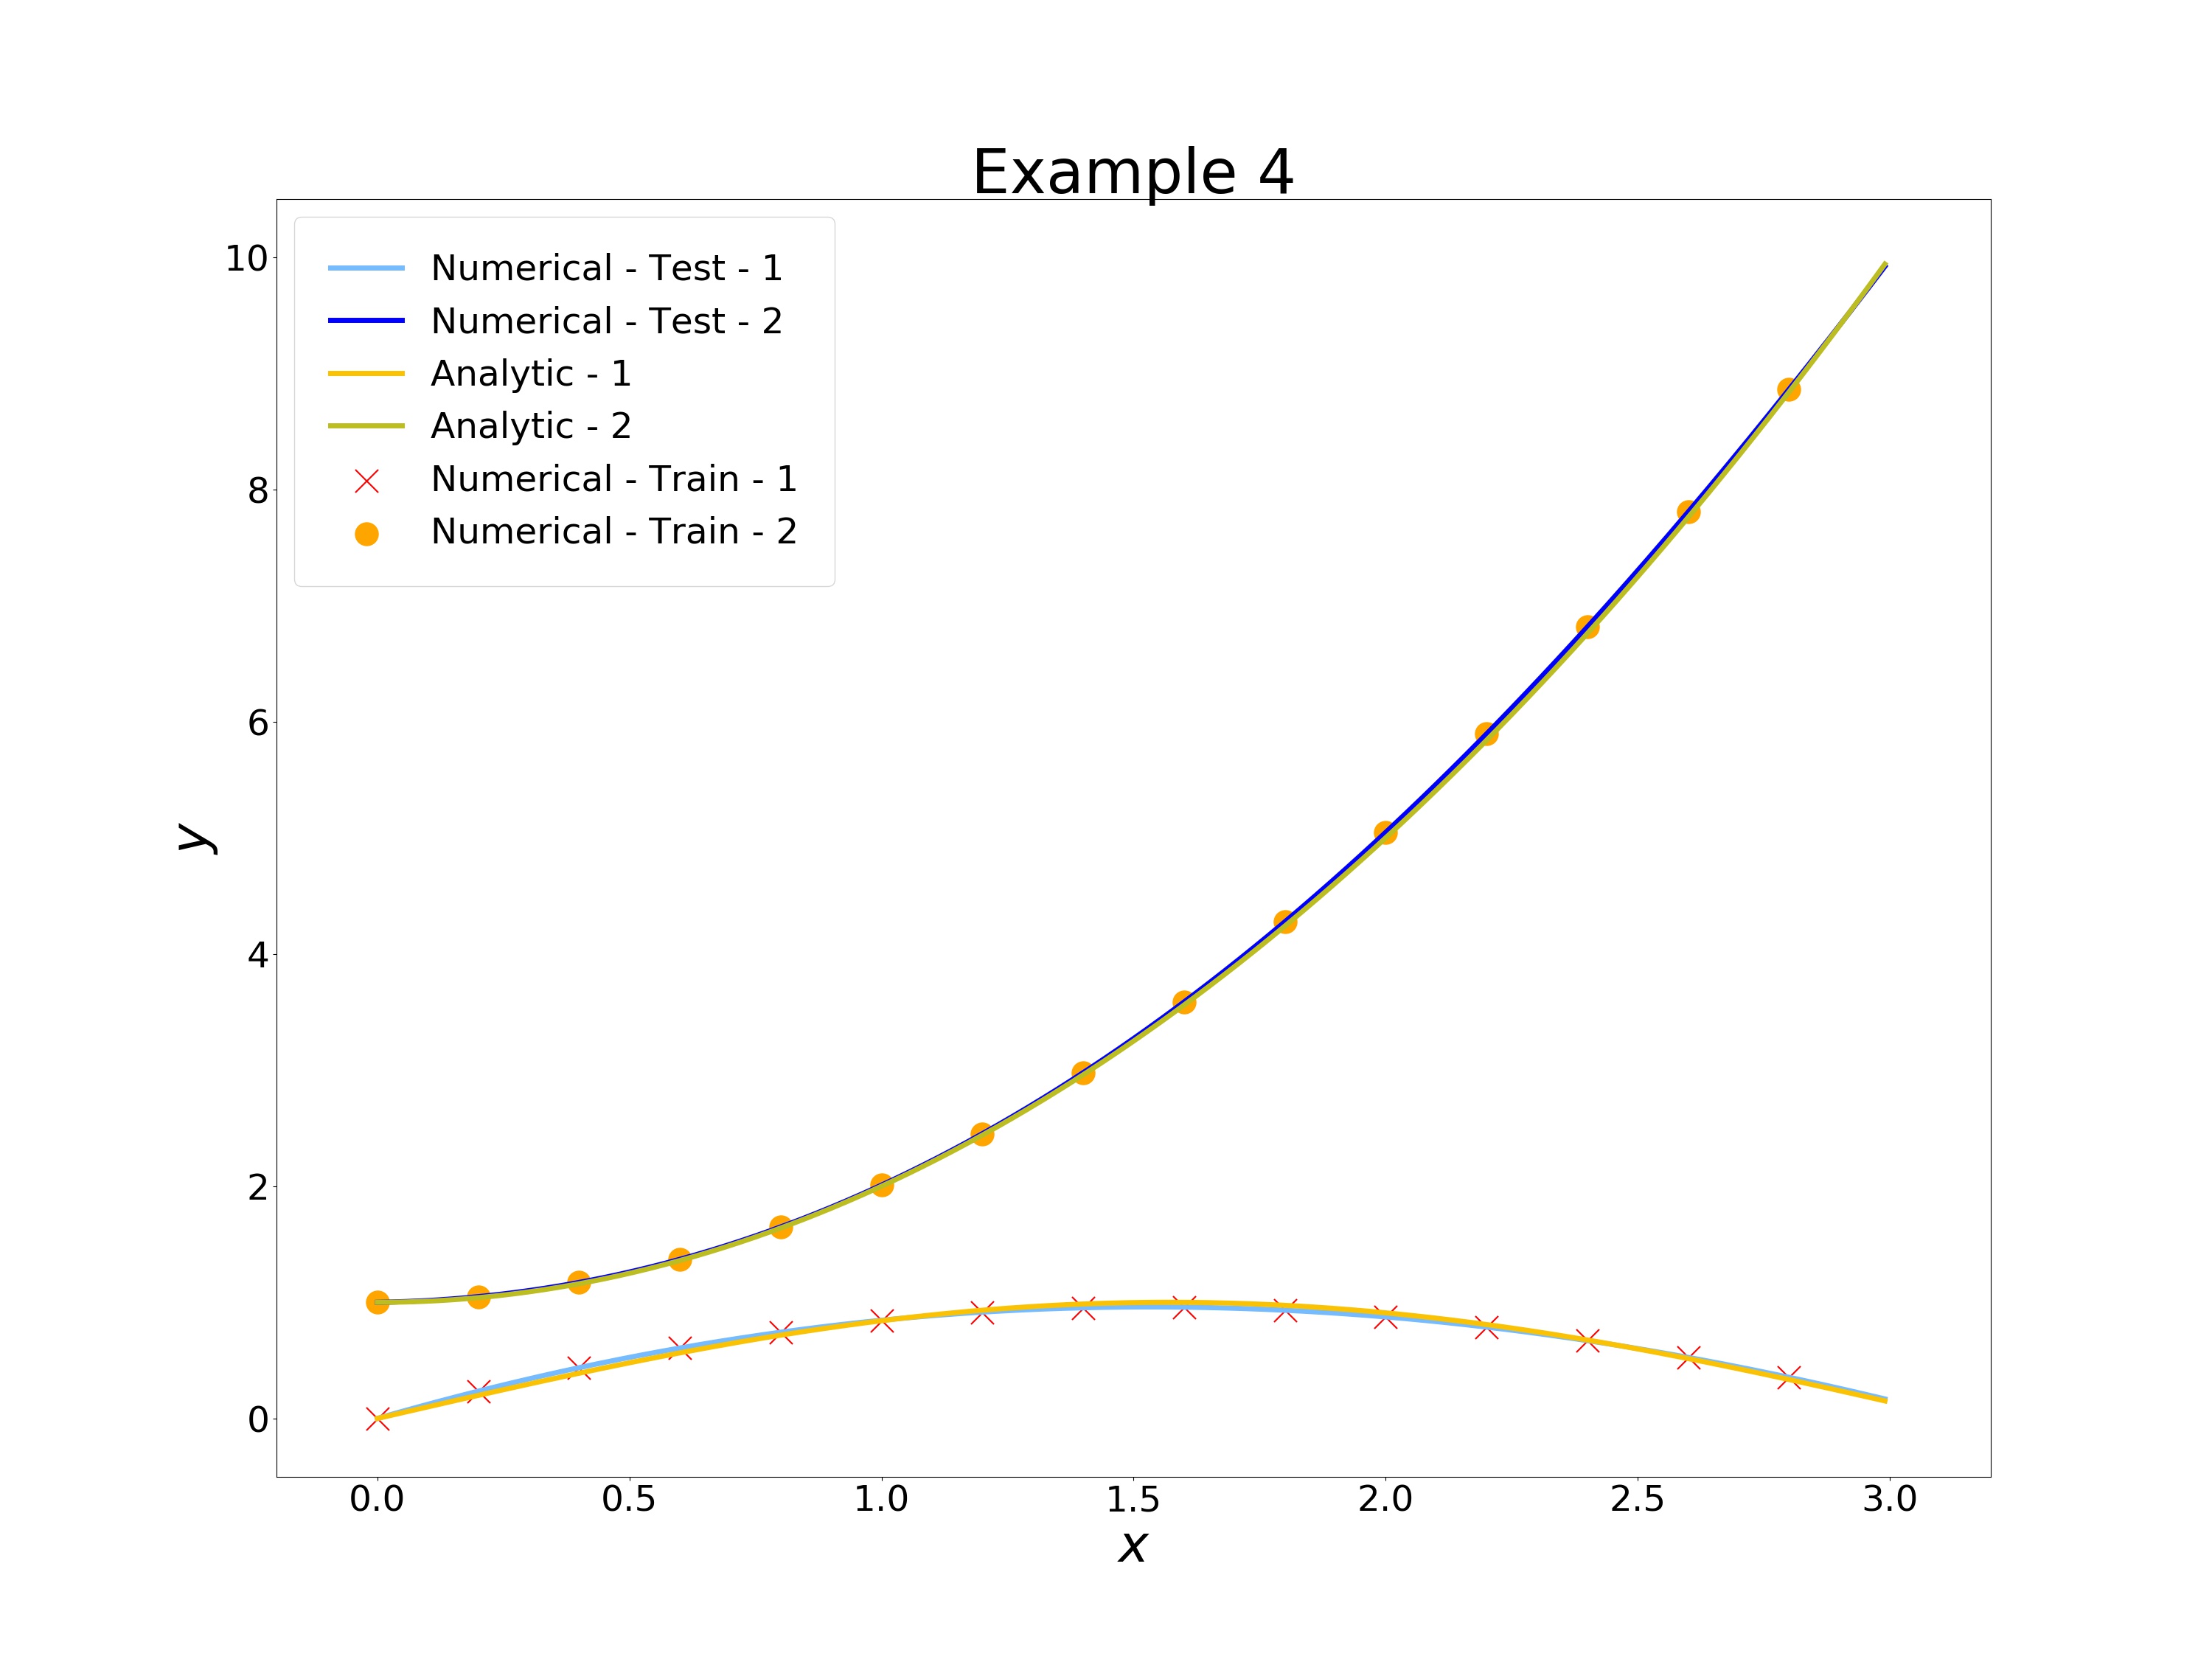 Example 4
Numerical - Test - 1
Numerical - Test - 2
Analytic - 1
Analytic - 2
Numerical - Train - 1
Numerical - Train - 2
10
8
6
4
2
0
y
0.0 0.5 1.0 1.5 2.0 2.5 3.0
x